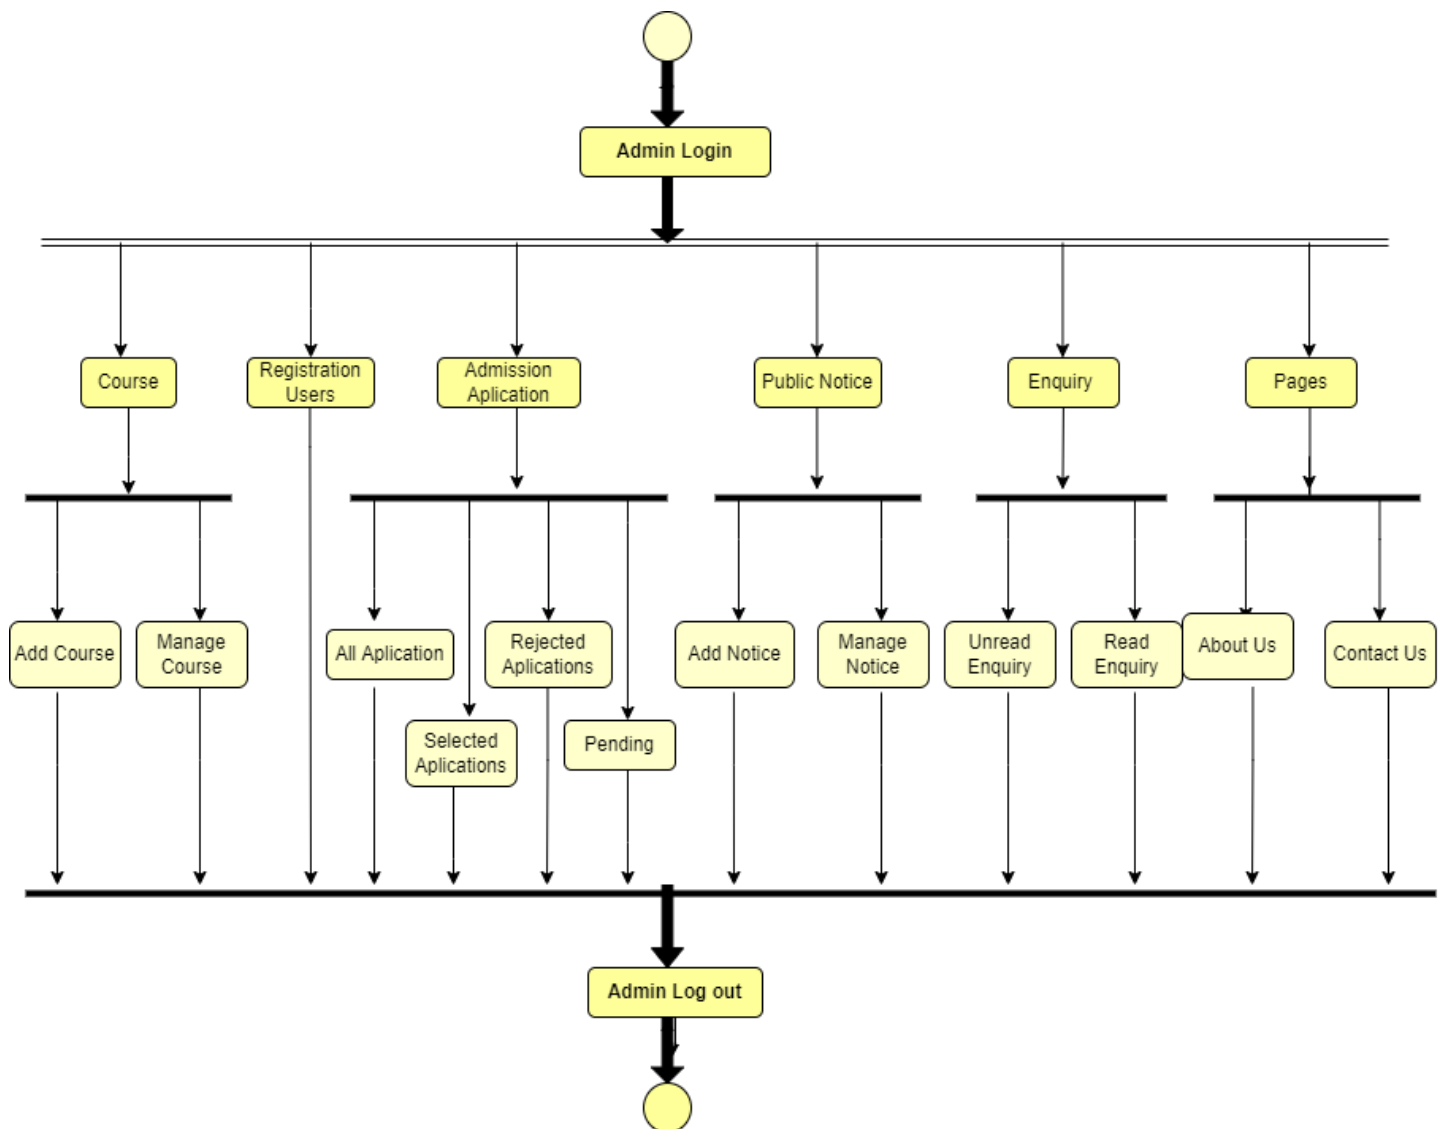 Admin Login
Course
Registration
Users
Admission
Aplication
Public Notice
Enquiry
Pages
Add Course
Manage
Course
All Aplication
Selected
Aplications
Rejected
Aplications
Pending
Add Notice
Manage
Notice
Unread
Enquiry
Read
Enquiry
About Us
Contact Us
Admin Log out